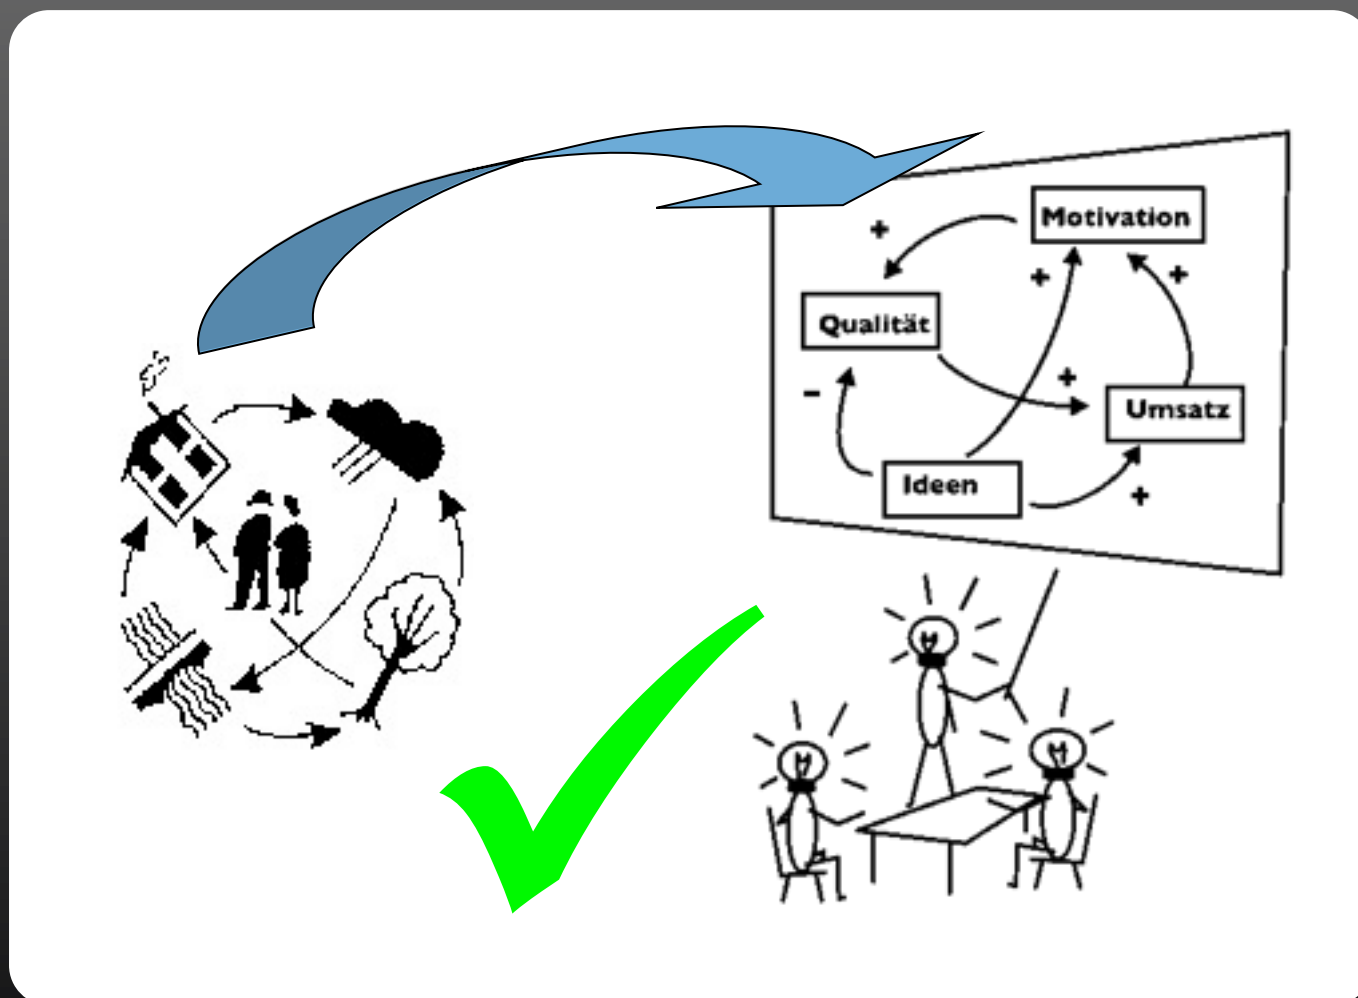 Motivation
+
+
+
Qualität
+
-
Umsatz
Ideen
+